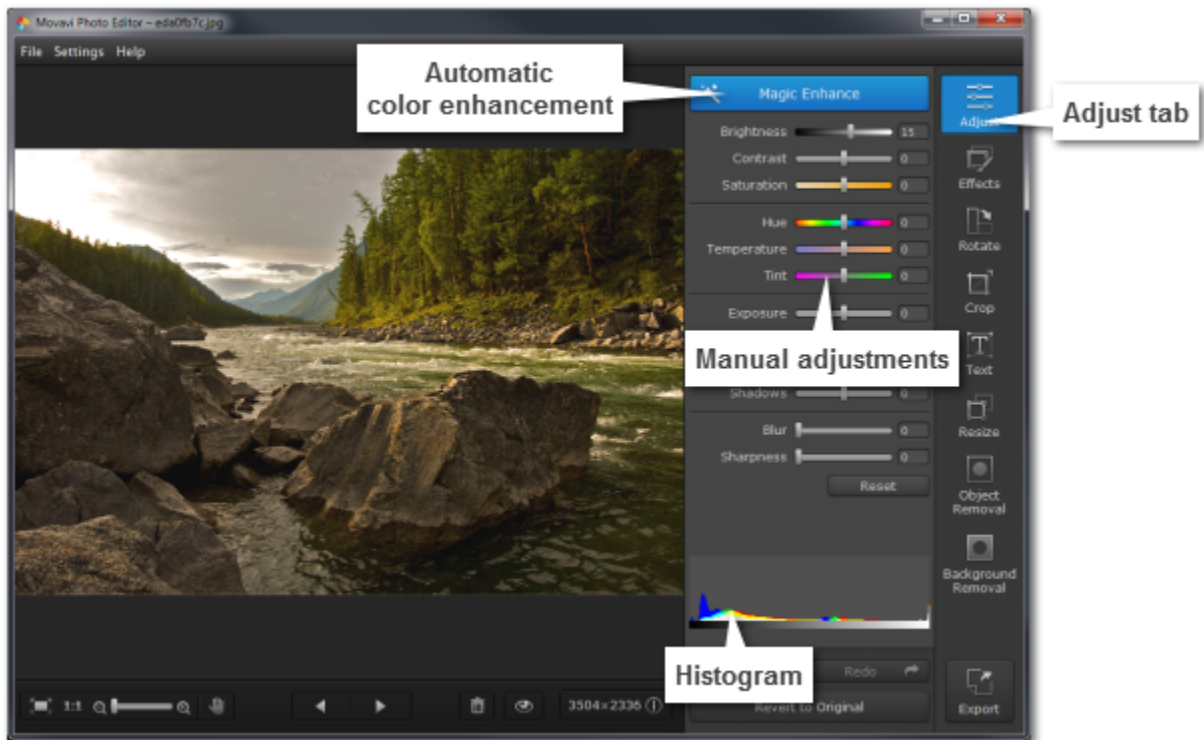 Movavi Photo Editor – eda0fb7c.jpg
File Settings Help
Automatic
color enhancement
Magic Enhance
Adjust
Adjust tab
Brightness 15
Contrast 0
Saturation 0
Effects
Hue 0
Rotate
Temperature 0
Tint 0
Crop
Exposure 0
Manual adjustments
Text
Shadows 0
Blur 0
Resize
Sharpness 0
Reset
Object
Removal
Background
Removal
Histogram
Redo
1:1
3504×2336
Revert to Original
Export